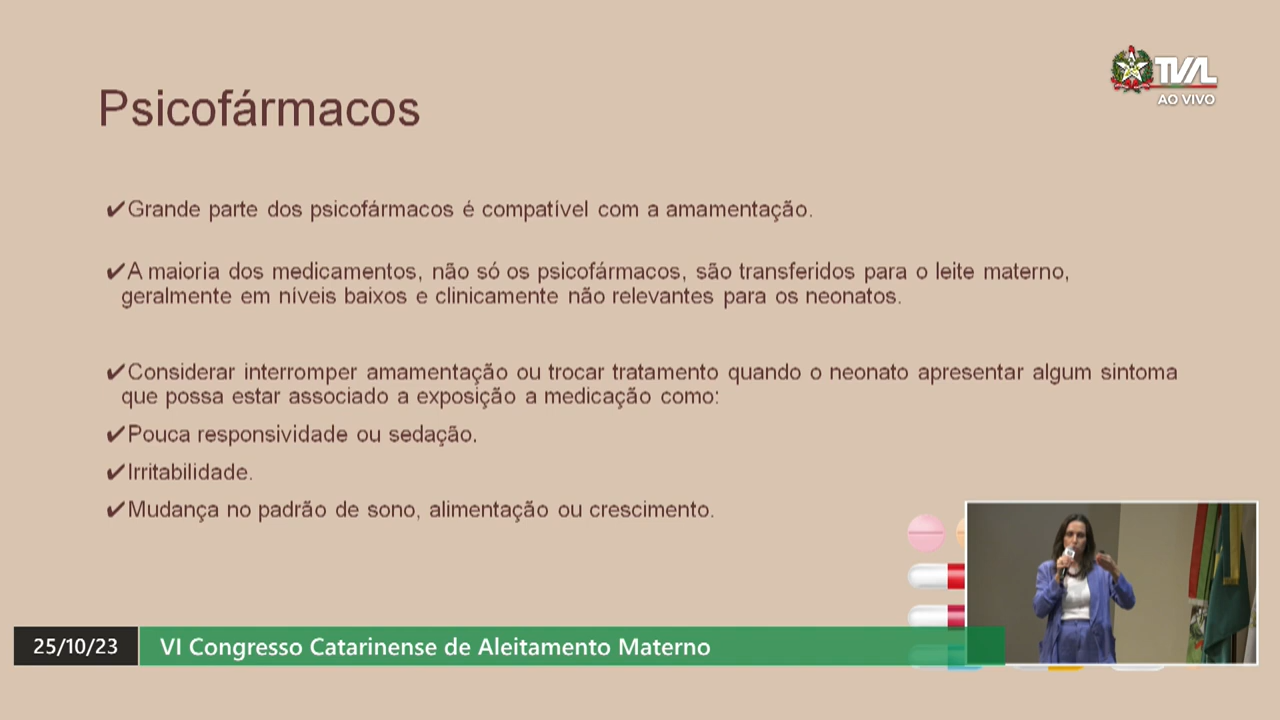 TVAL
AO VIVO
Psicofármacos
✔Grande parte dos psicofármacos é compatível com a amamentação.
✔A maioria dos medicamentos, não só os psicofármacos, são transferidos para o leite materno,
geralmente em níveis baixos e clinicamente não relevantes para os neonatos.
✔Considerar interromper amamentação ou trocar tratamento quando o neonato apresentar algum sintoma
que possa estar associado a exposição a medicação como:
✔Pouca responsividade ou sedação.
✔Irritabilidade.
✔Mudança no padrão de sono, alimentação ou crescimento.
25/10/23 VI Congresso Catarinense de Aleitamento Materno